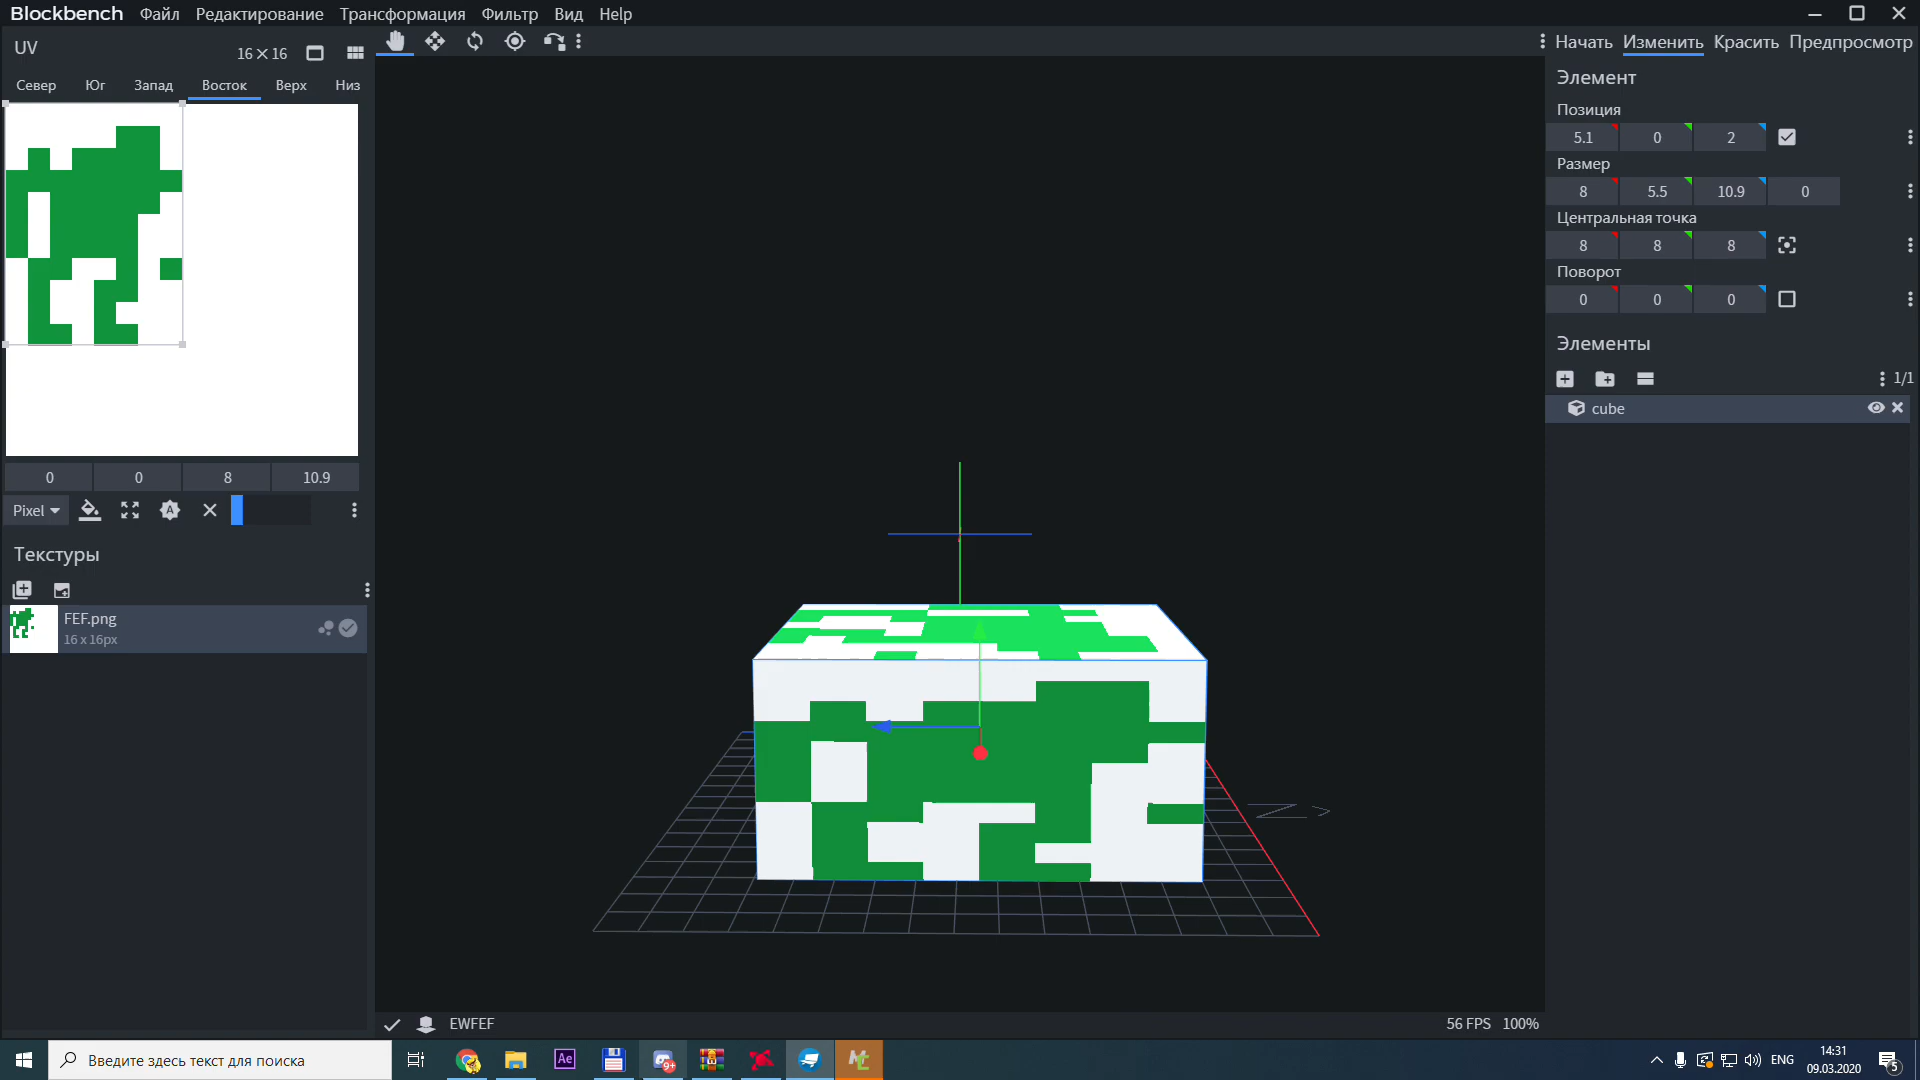 Blockbench Файл Редактирование Трансформация Фильтр Вид Help
UV
16×16
Север Юг Запад Восток Верх Низ
0 0 8 10.9
Pixel
A
Текстуры
FEF.png
16 x 16px
Начать Изменить Красить Предпросмотр
Элемент
Позиция
5.1 0 2
Размер
8 5.5 10.9 0
Центральная точка
8 8 8
Поворот
0 0 0
Элементы
1/1
cube
EWFEF
56 FPS 100%
Введите здесь текст для поиска
Ae
9+
ENG
14:31
09.03.2020
5